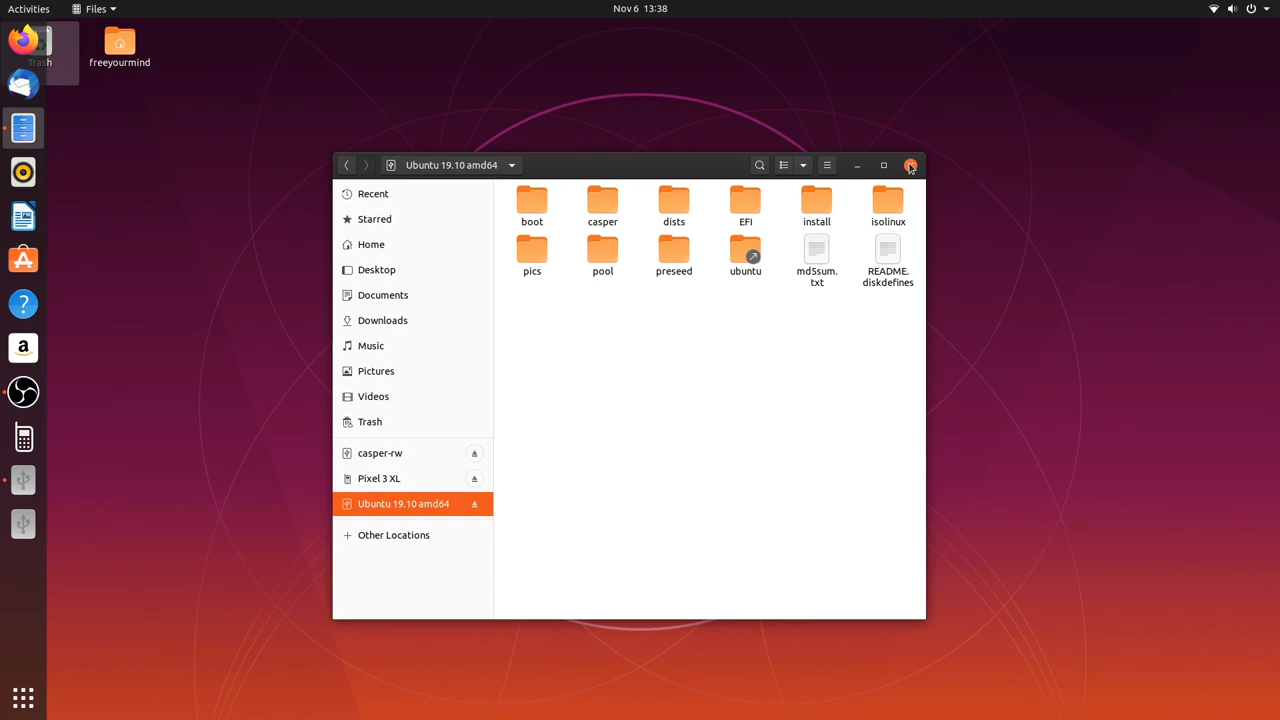 Activities
Files
Nov 6 13:38
Trash
freeyourmind
Ubuntu 19.10 amd64
Recent
Starred
Home
Desktop
Documents
Downloads
Music
Pictures
Videos
Trash
casper-rw
Pixel 3 XL
Ubuntu 19.10 amd64
Other Locations
boot
casper
dists
EFI
install
isolinux
pics
pool
preseed
ubuntu
md5sum.
txt
README.
diskdefines
?
a